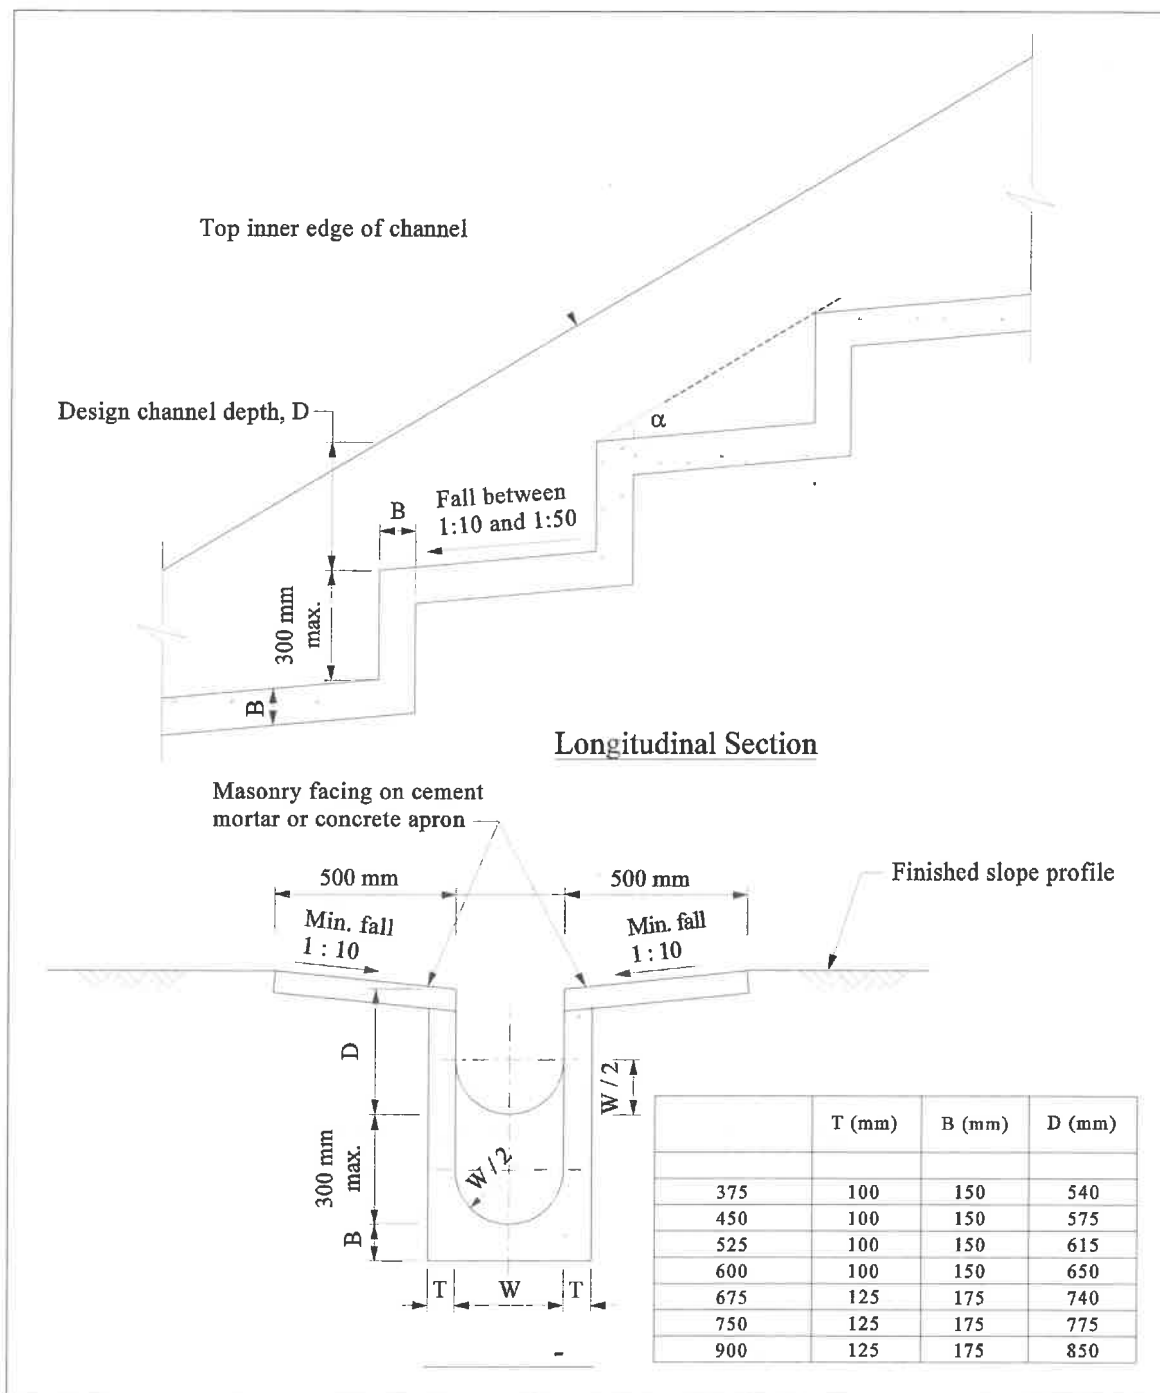 Top inner edge of channel
Design channel depth, D
α
B
Fall between
1:10 and 1:50
300 mm
max.
B
Longitudinal Section
Masonry facing on cement
mortar or concrete apron
500 mm
500 mm
Finished slope profile
Min. fall
1 : 10
Min. fall
1 : 10
D
W / 2
300 mm
max.
W / 2
B
T W T
T (mm) B (mm) D (mm)
375 100 150 540
450 100 150 575
525 100 150 615
600 100 150 650
675 125 175 740
750 125 175 775
900 125 175 850